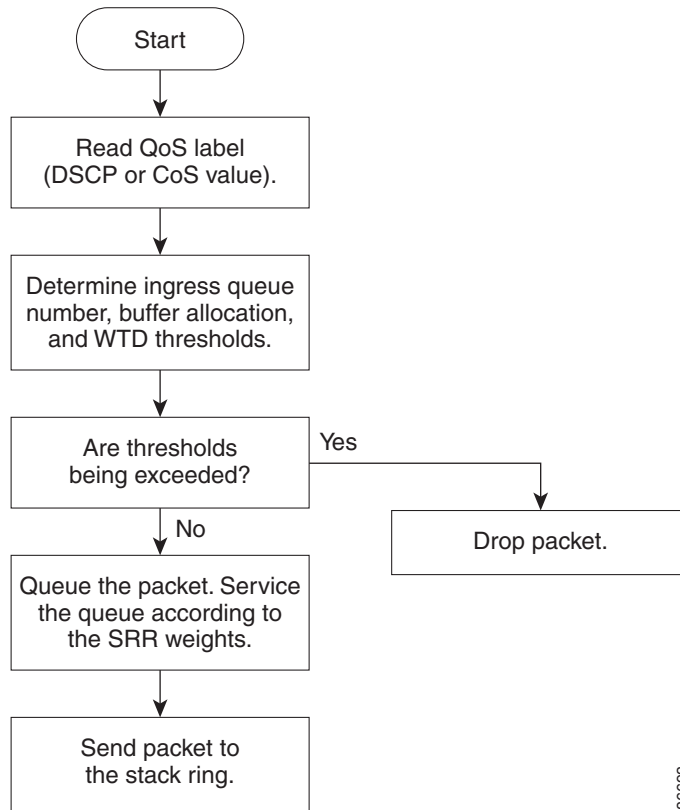 Start
Read QoS label
(DSCP or CoS value).
Determine ingress queue
number, buffer allocation,
and WTD thresholds.
Are thresholds
being exceeded?
Yes
No
Drop packet.
Queue the packet. Service
the queue according to
the SRR weights.
Send packet to
the stack ring.